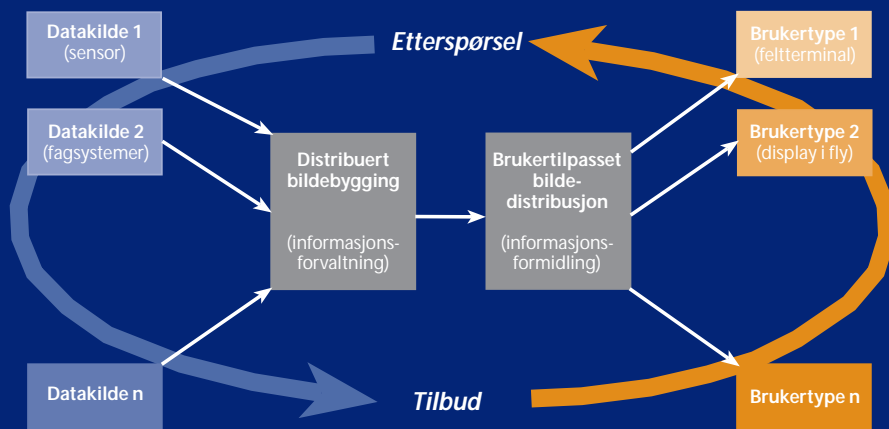 Datakilde 1
(sensor)
Etterspørsel
Brukertype 1
(feltterminal)
Datakilde 2
(fagsystemer)
Brukertype 2
(display i fly)
Distribuert
bildebygging
(informasjons-
forvaltning)
Brukertilpasset
bilde-
distribusjon
(informasjons-
formidling)
Datakilde n
Tilbud
Brukertype n